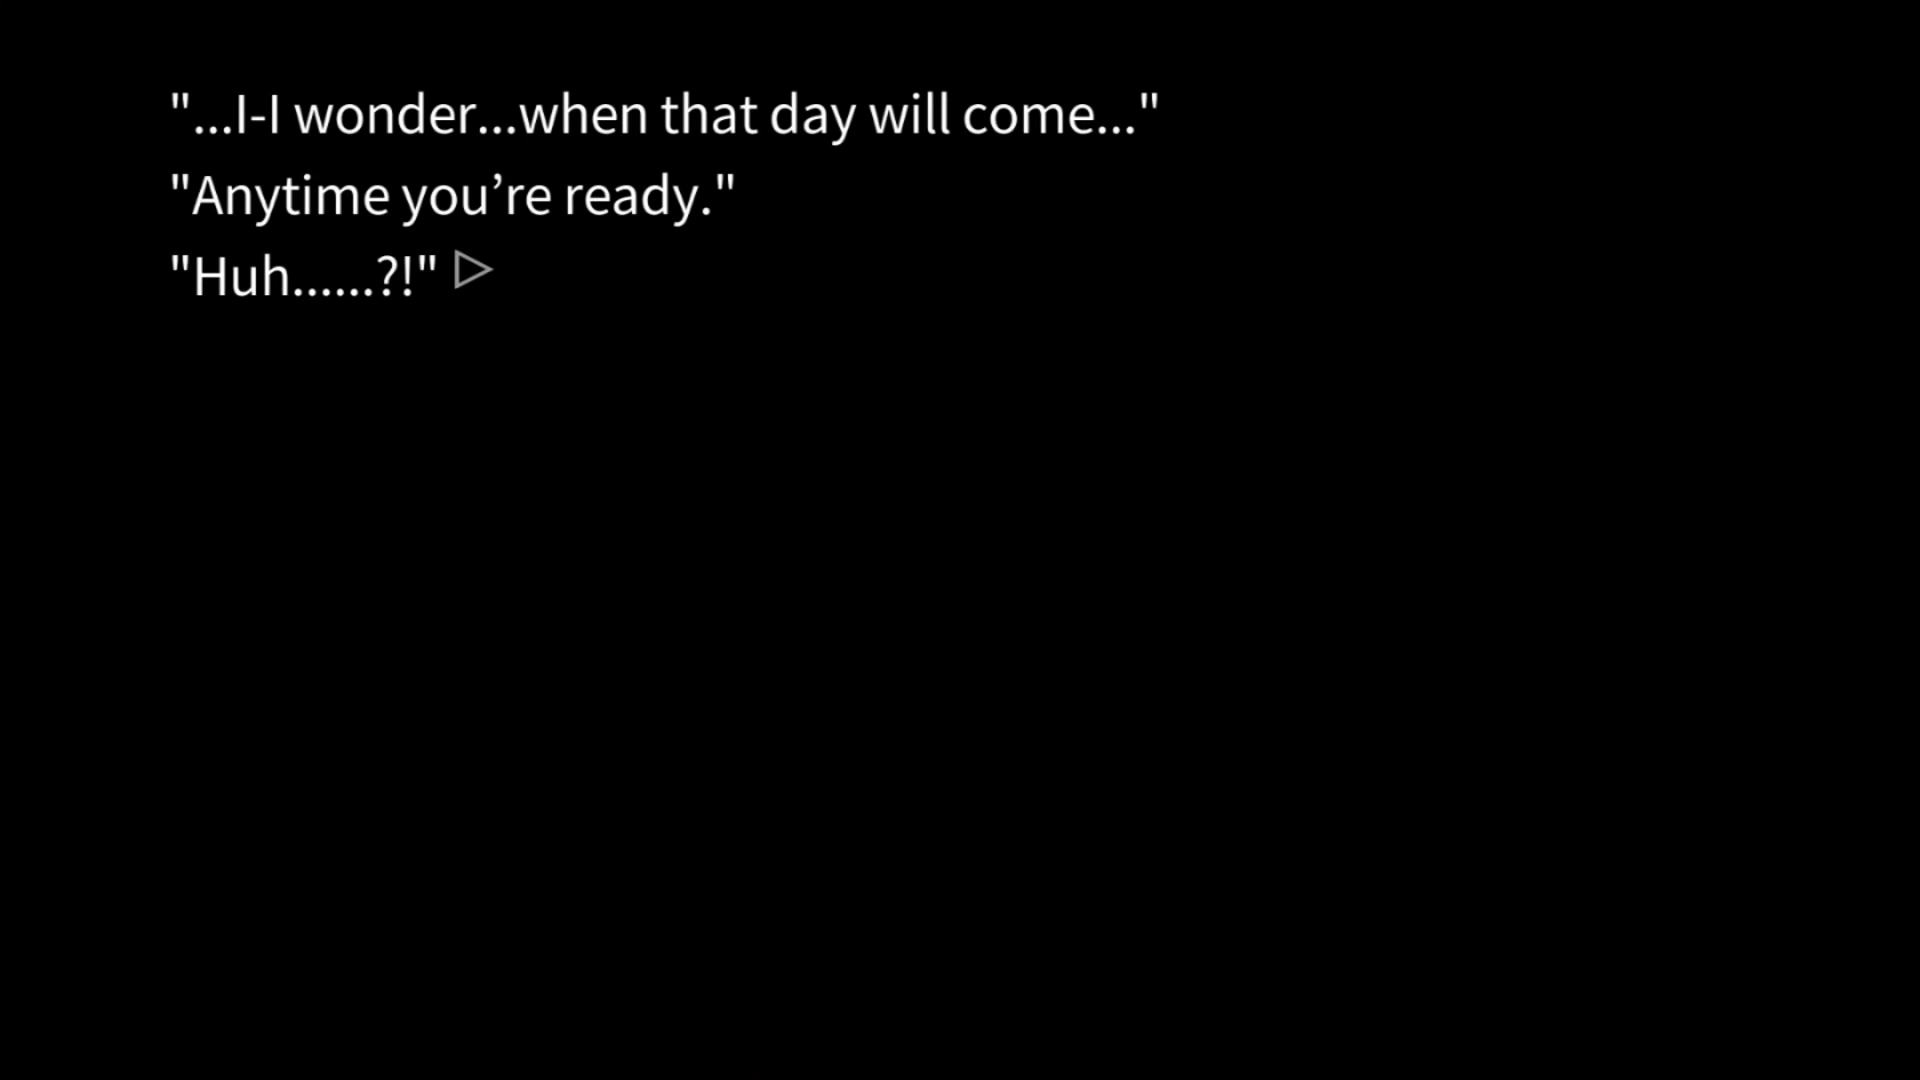 "...I-I wonder...when that day will come..."
"Anytime you’re ready."
"Huh......?!"